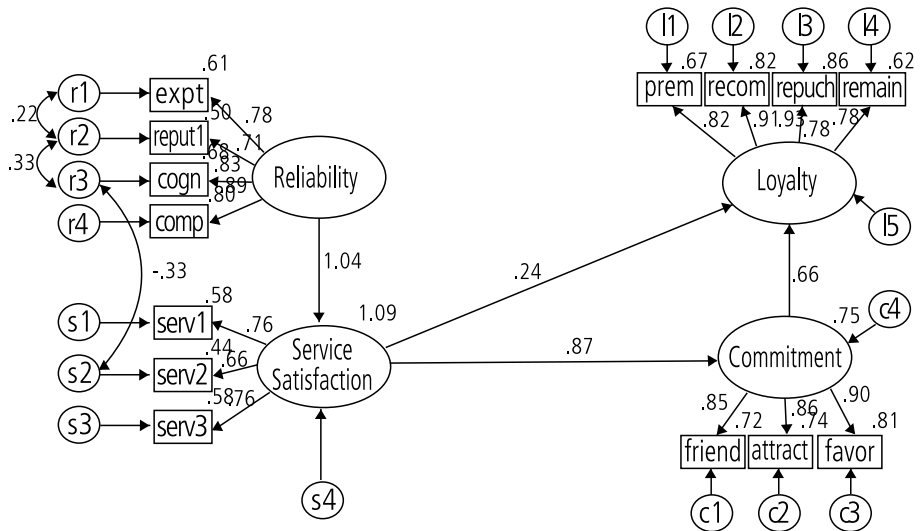 l1 l2 l3 l4
.67 .82 .86 .62
prem recom repuch remain
.82 .91 .93 .78
.78
Loyalty
l5
.61
r1 expt
.78
.22
.50
r2 reput1
.71
.33
.68
r3 cogn
.83
.89
.80
r4 comp
Reliability
1.04
-.33
.24
.66
.58
s1 serv1
.76
1.09
.44
s2 serv2
.66
Service
Satisfaction
.87
.58 .76
s3 serv3
s4
c4
.75
Commitment
.85 .72 .86 .74 .90 .81
friend attract favor
c1 c2 c3